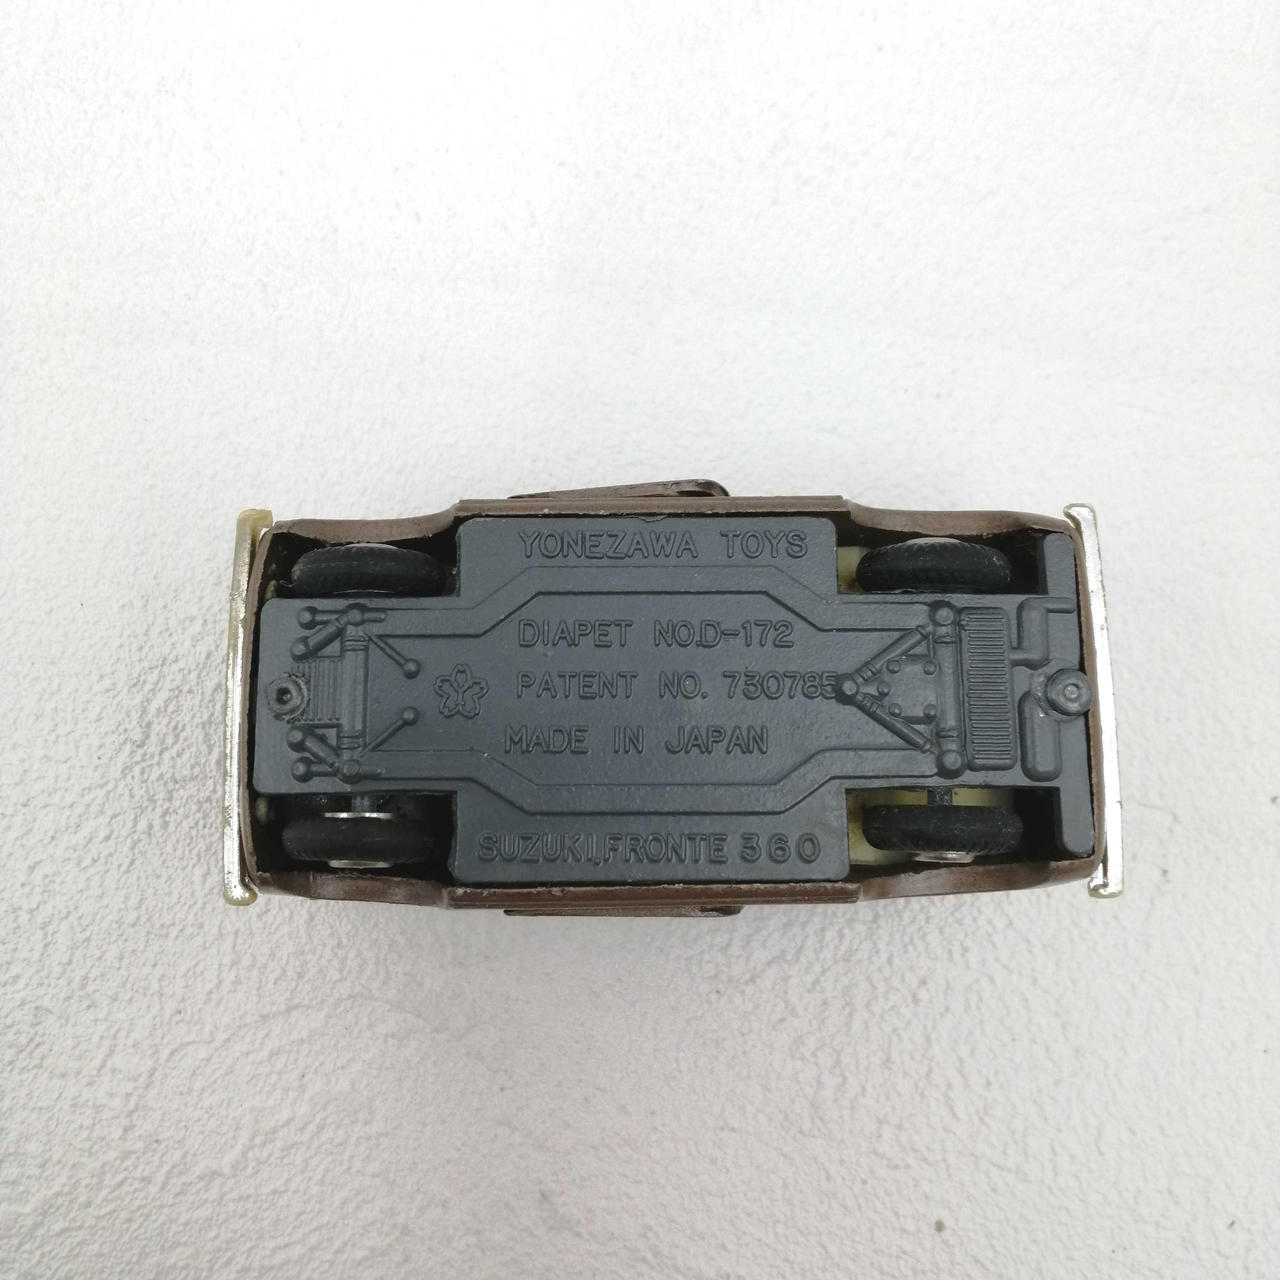 YONEZAWA TOYS
DIAPET NO.D-172
PATENT NO. 730785
MADE IN JAPAN
SUZUKI,FRONTE 360